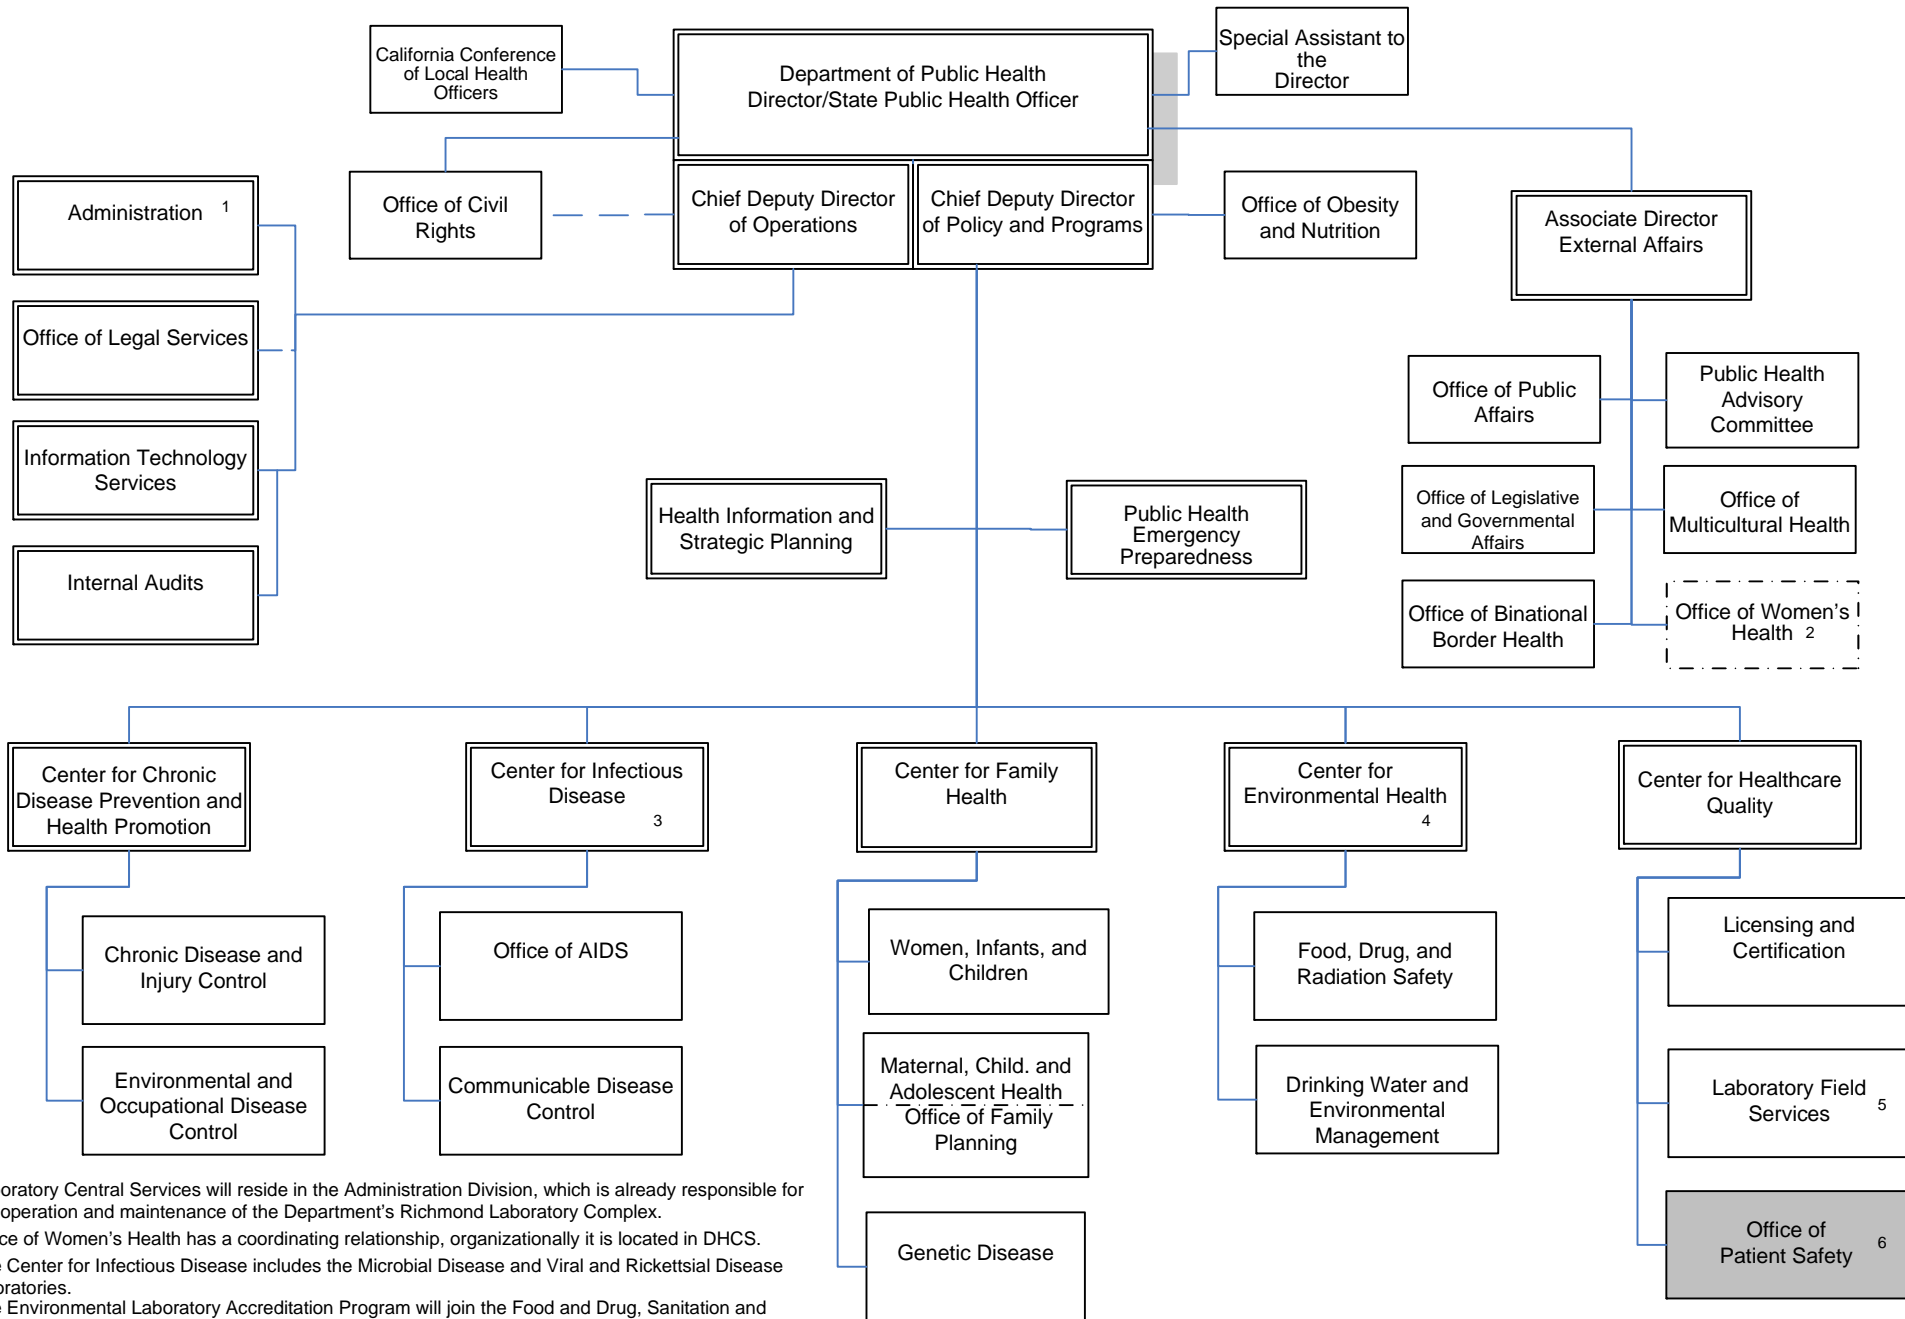 California Conference
of Local Health
Officers
Department of Public Health
Director/State Public Health Officer
Special Assistant to
the
Director
Administration 1
Office of Civil
Rights
Chief Deputy Director
of Operations
Chief Deputy Director
of Policy and Programs
Office of Obesity
and Nutrition
Associate Director
External Affairs
Office of Legal Services
Information Technology
Services
Internal Audits
Office of Public
Affairs
Public Health
Advisory
Committee
Health Information and
Strategic Planning
Public Health
Emergency
Preparedness
Office of Legislative
and Governmental
Affairs
Office of
Multicultural Health
Office of Binational
Border Health
Office of Women's
Health 2
Center for Chronic
Disease Prevention and
Health Promotion
Center for Infectious
Disease
3
Center for Family
Health
Center for
Environmental Health
4
Center for Healthcare
Quality
Chronic Disease and
Injury Control
Office of AIDS
Women, Infants, and
Children
Food, Drug, and
Radiation Safety
Licensing and
Certification
Environmental and
Occupational Disease
Control
Communicable Disease
Control
Maternal, Child. and
Adolescent Health
Office of Family
Planning
Drinking Water and
Environmental
Management
Laboratory Field
Services 5
Genetic Disease
Office of
Patient Safety 6
oratory Central Services will reside in the Administration Division, which is already responsible for
operation and maintenance of the Department's Richmond Laboratory Complex.
ce of Women's Health has a coordinating relationship, organizationally it is located in DHCS.
e Center for Infectious Disease includes the Microbial Disease and Viral and Rickettsial Disease
oratories.
e Environmental Laboratory Accreditation Program will join the Food and Drug, Sanitation and